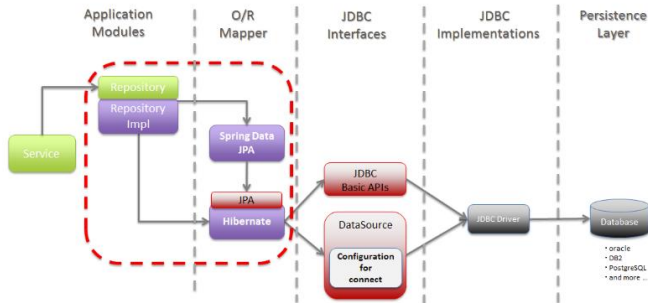 Application
Modules
O/R
Mapper
JDBC
Interfaces
JDBC
Implementations
Persistence
Layer
Repository
Repository
Impl
Service
Spring Data
JPA
JPA
Hibernate
JDBC
Basic APIs
DataSource
Configuration
for
connect
JDBC Driver
Database
• oracle
• DB2
• PostgreSQL
• and more ...